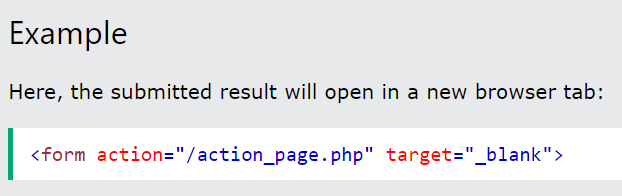 Example
Here, the submitted result will open in a new browser tab:
<form action="/action_page.php" target="_blank">